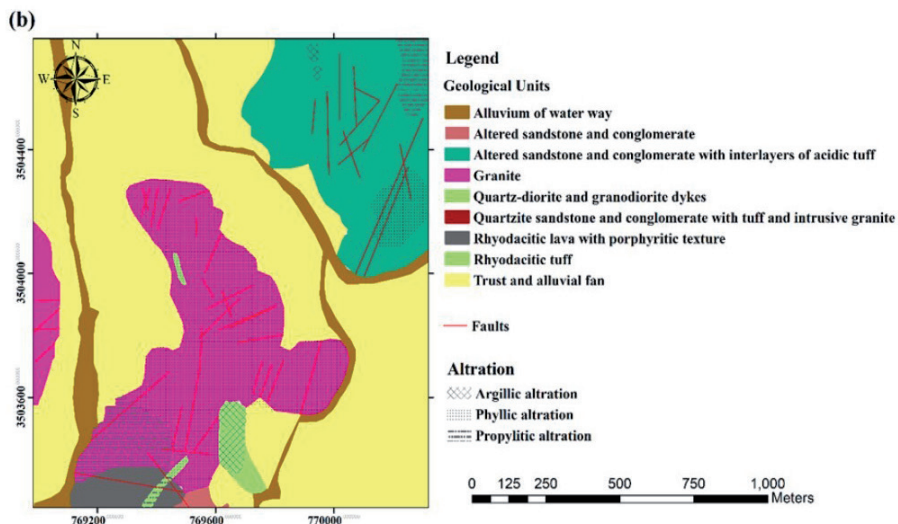 (b)
N
W E
S
3504400
3504000
3503600
769200
769600
770000
Legend
Geological Units
Alluvium of water way
Altered sandstone and conglomerate
Altered sandstone and conglomerate with interlayers of acidic tuff
Granite
Quartz-diorite and granodiorite dykes
Quartzite sandstone and conglomerate with tuff and intrusive granite
Rhyodacitic lava with porphyritic texture
Rhyodacitic tuff
Trust and alluvial fan
Faults
Altration
Argillic altration
Phyllic altration
Propylitic altration
0 125 250 500 750 1,000
Meters